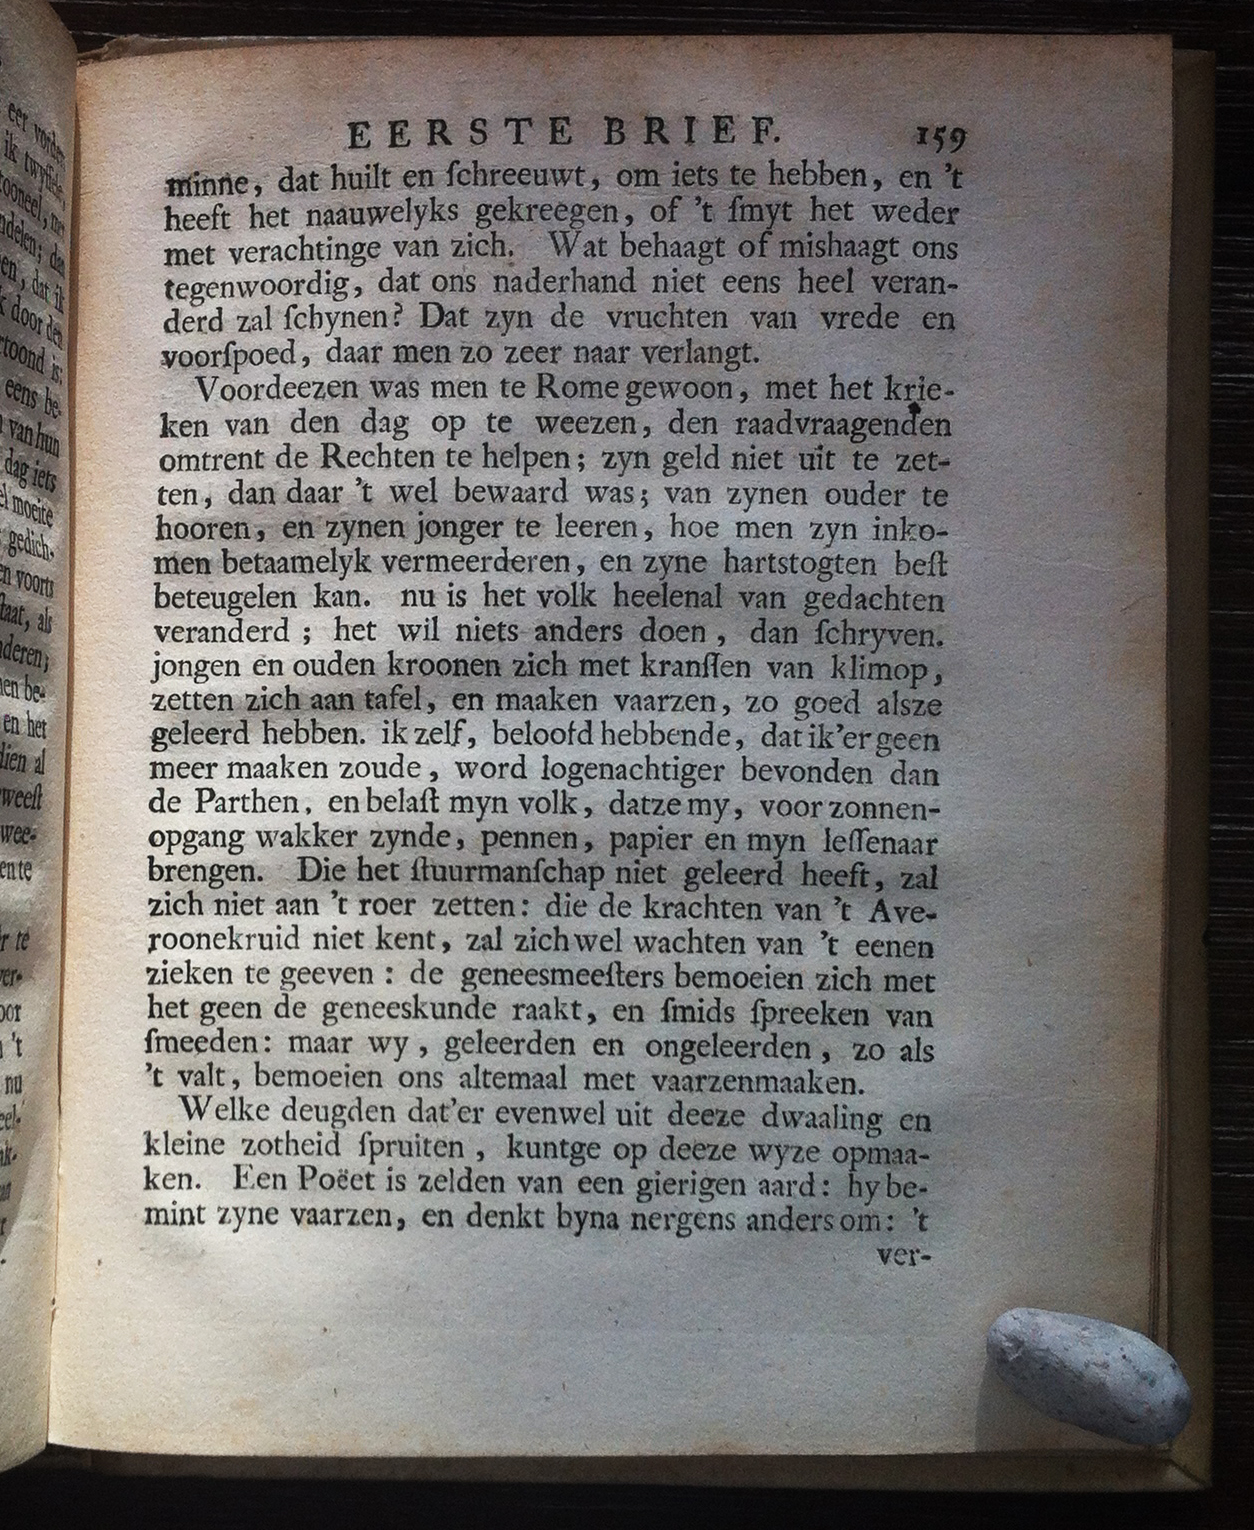 EERSTE BRIEF. 159
minne, dat huilt en ſchreeuwt, om iets te hebben, en 't
heeft het naauwelyks gekreegen, of 't ſmyt het weder
met verachtinge van zich. Wat behaagt of mishaagt ons
tegenwoordig, dat ons naderhand niet eens heel veran-
derd zal ſchynen? Dat zyn de vruchten van vrede en
voorſpoed, daar men zo zeer naar verlangt.
Voordeezen was men te Rome gewoon, met het krie-
ken van den dag op te weezen, den raadvraagenden
omtrent de Rechten te helpen; zyn geld niet uit te zet-
ten, dan daar 't wel bewaard was; van zynen ouder te
hooren, en zynen jonger te leeren, hoe men zyn inko-
men betaamelyk vermeerderen, en zyne hartstogten beſt
beteugelen kan. nu is het volk heelenal van gedachten
veranderd ; het wil niets anders doen, dan ſchryven.
jongen en ouden kroonen zich met kranſſen van klimop,
zetten zich aan tafel, en maaken vaarzen, zo goed alsze
geleerd hebben. ik zelf, beloofd hebbende, dat ik'er geen
meer maaken zoude, word logenachtiger bevonden dan
de Parthen, en belaſt myn volk, datze my, voor zonnen-
opgang wakker zynde, pennen, papier en myn leſſenaar
brengen. Die het ſtuurmanſchap niet geleerd heeft, zal
zich niet aan 't roer zetten: die de krachten van 't Ave-
roonekruid niet kent, zal zich wel wachten van 't eenen
zieken te geeven : de geneesmeeſters bemoeien zich met
het geen de geneeskunde raakt, en ſmids ſpreeken van
ſmeeden: maar wy, geleerden en ongeleerden, zo als
't valt, bemoeien ons altemaal met vaarzenmaaken.
Welke deugden dat'er evenwel uit deeze dwaaling en
kleine zotheid ſpruiten, kuntge op deeze wyze opmaa-
ken. Een Poëet is zelden van een gierigen aard: hy be-
mint zyne vaarzen, en denkt byna nergens anders om: 't
ver-